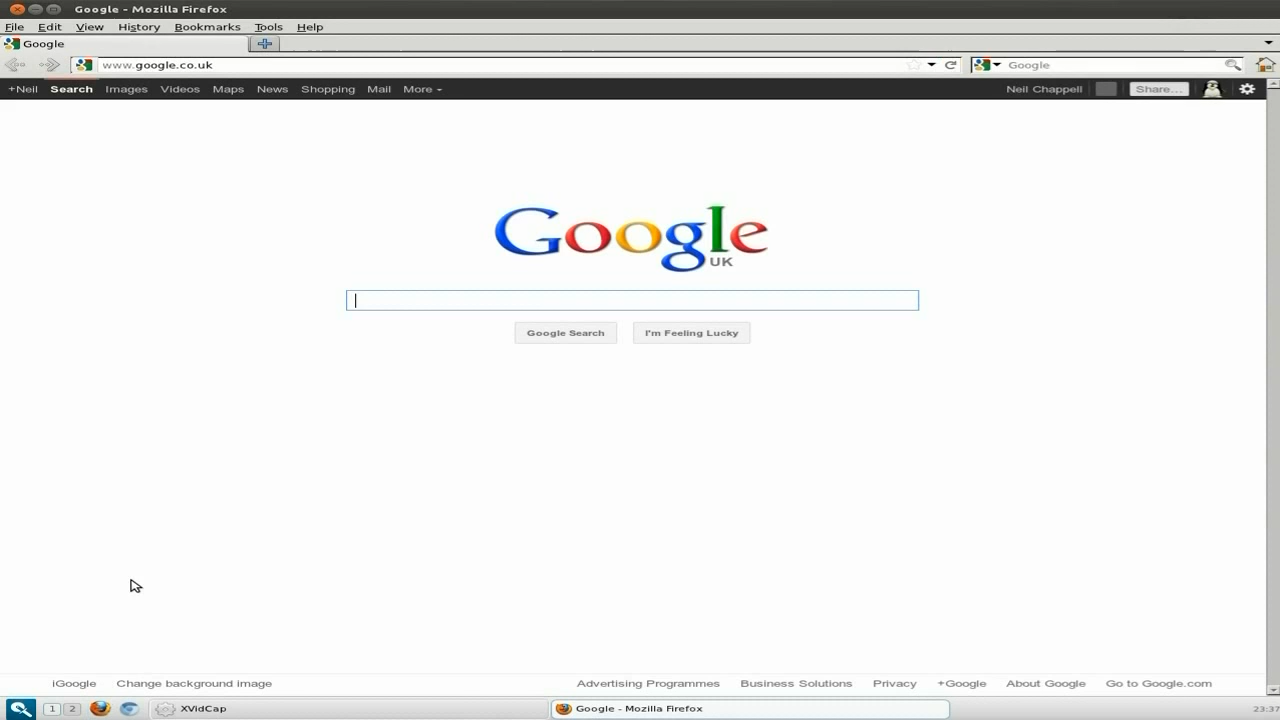 Google - Mozilla Firefox
File Edit View History Bookmarks Tools Help
Google
www.google.co.uk Google
+Neil Search Images Videos Maps News Shopping Mail More Neil Chappell Share...
Google
UK
Google Search I'm Feeling Lucky
iGoogle Change background image Advertising Programmes Business Solutions Privacy +Google About Google Go to Google.com
1 2 XVidCap Google - Mozilla Firefox 23:37